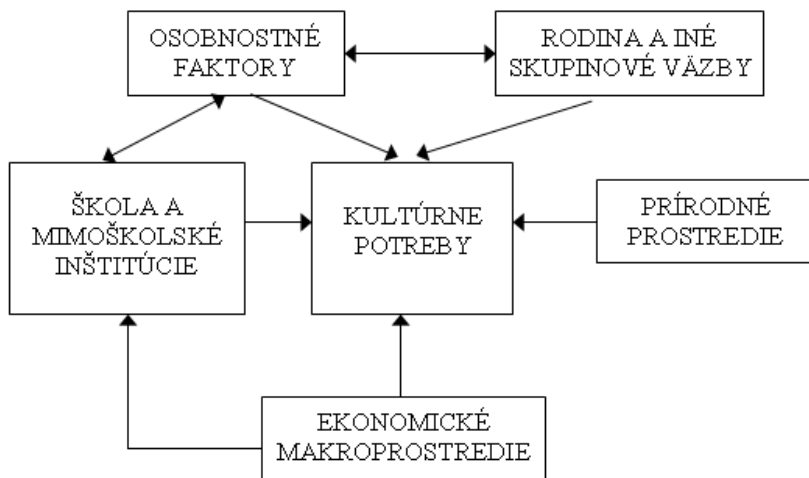 OSOBNOSTNÉ
FAKTORY
RODINA A INÉ
SKUPINOVÉ VÄZBY
ŠKOLA A
MIMOŠKOLSKÉ
INŠTITÚCIE
KULTÚRNE
POTREBY
PRÍRODNÉ
PROSTREDIE
EKONOMICKÉ
MAKROPROSTREDIE